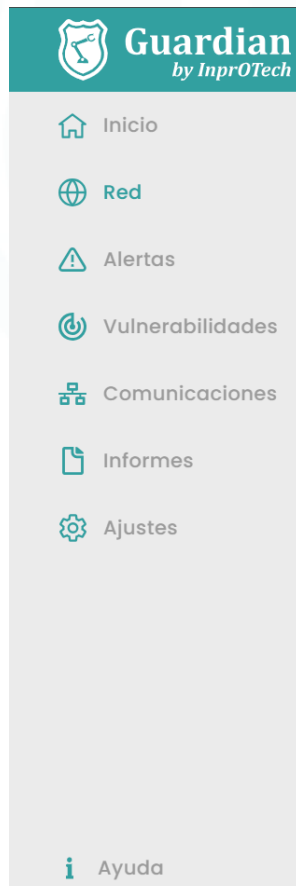 Guardian
by InprOTech
Inicio
Red
Alertas
Vulnerabilidades
Comunicaciones
Informes
Ajustes
Ayuda